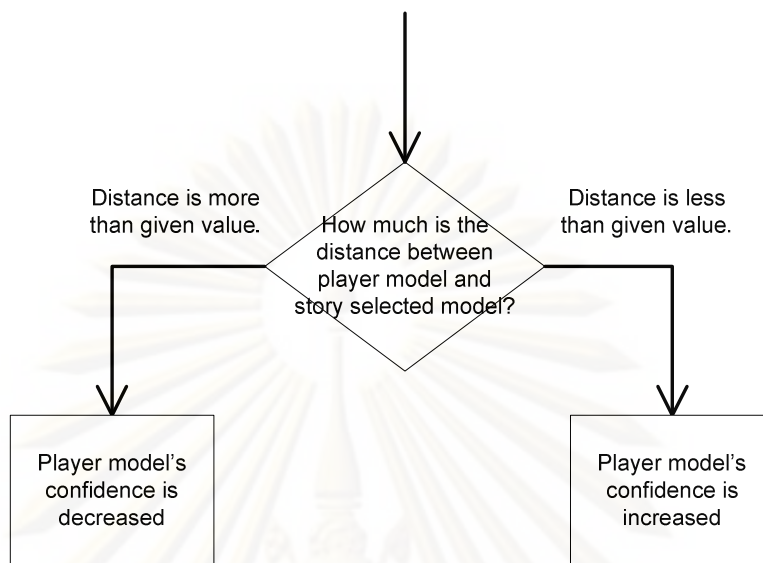 Distance is more
than given value.
How much is the
distance between
player model and
story selected model?
Distance is less
than given value.
Player model's
confidence is
decreased
Player model's
confidence is
increased